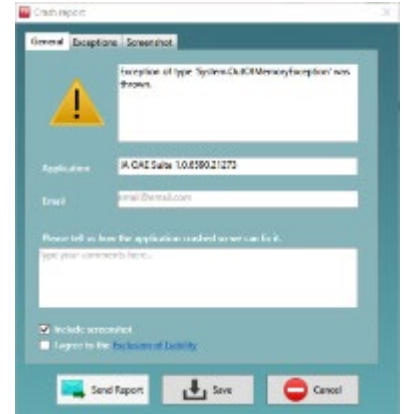 Crash report
General Exceptions Screenshot
Exception of type 'System.OutOfMemoryException' was
thrown.
Application
IA OAE Suite 1.0.6590.21273
Email
email@email.com
Please tell us how the application crashed so we can fix it.
Type your comments here...
Include screenshot
I agree to the Exclusion of Liability
Send Report
Save
Cancel